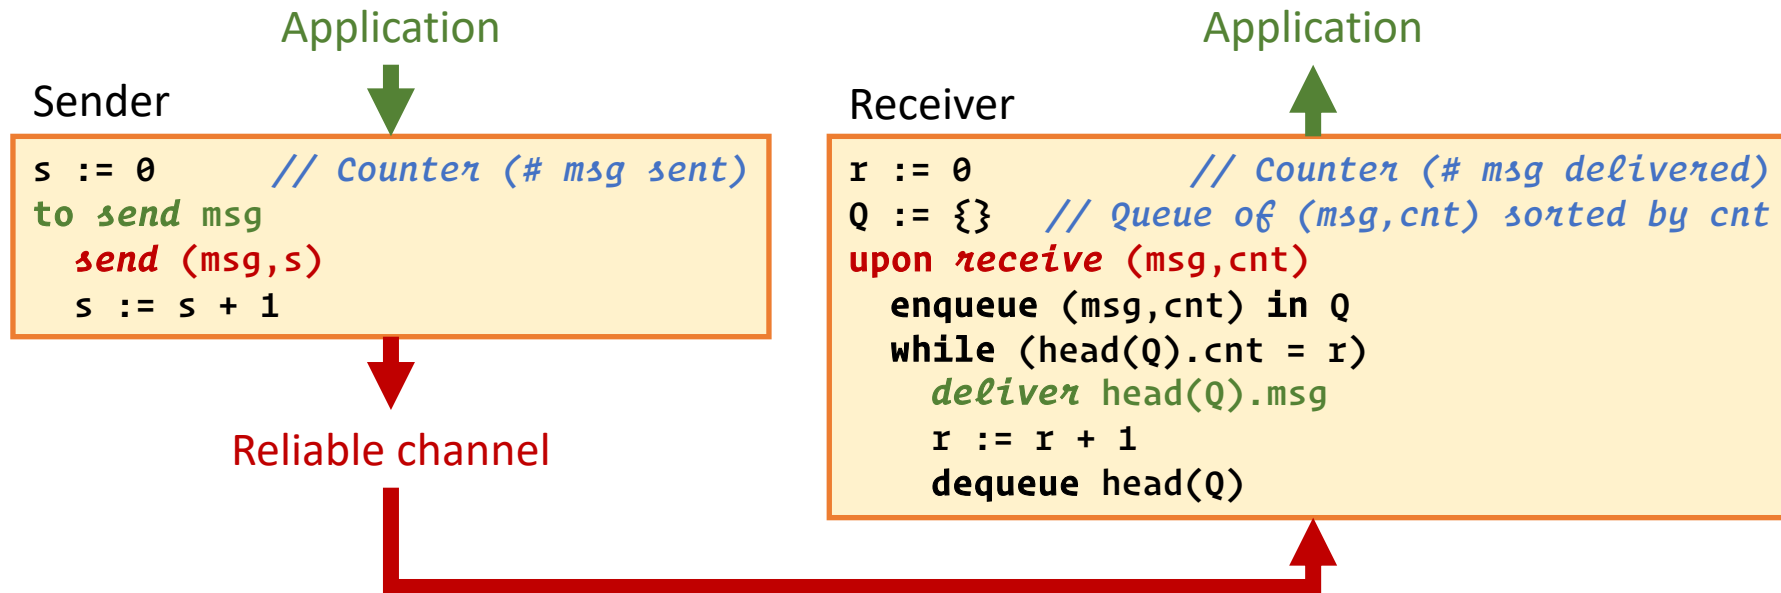 Application
Sender
s := 0 // Counter (# msg sent)
to send msg
send (msg,s)
s := s + 1
Reliable channel
Application
Receiver
r := 0 // Counter (# msg delivered)
Q := {} // Queue of (msg,cnt) sorted by cnt
upon receive (msg,cnt)
enqueue (msg,cnt) in Q
while (head(Q).cnt = r)
deliver head(Q).msg
r := r + 1
dequeue head(Q)